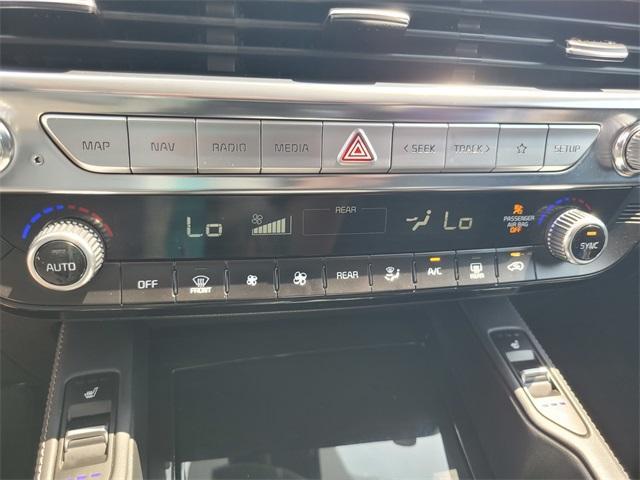 MAP NAV RADIO MEDIA < SEEK TRACK > ☆ SETUP
Lo REAR Lo PASSENGER
AIR BAG
OFF
AUTO SYNC
OFF FRONT REAR A/C REAR